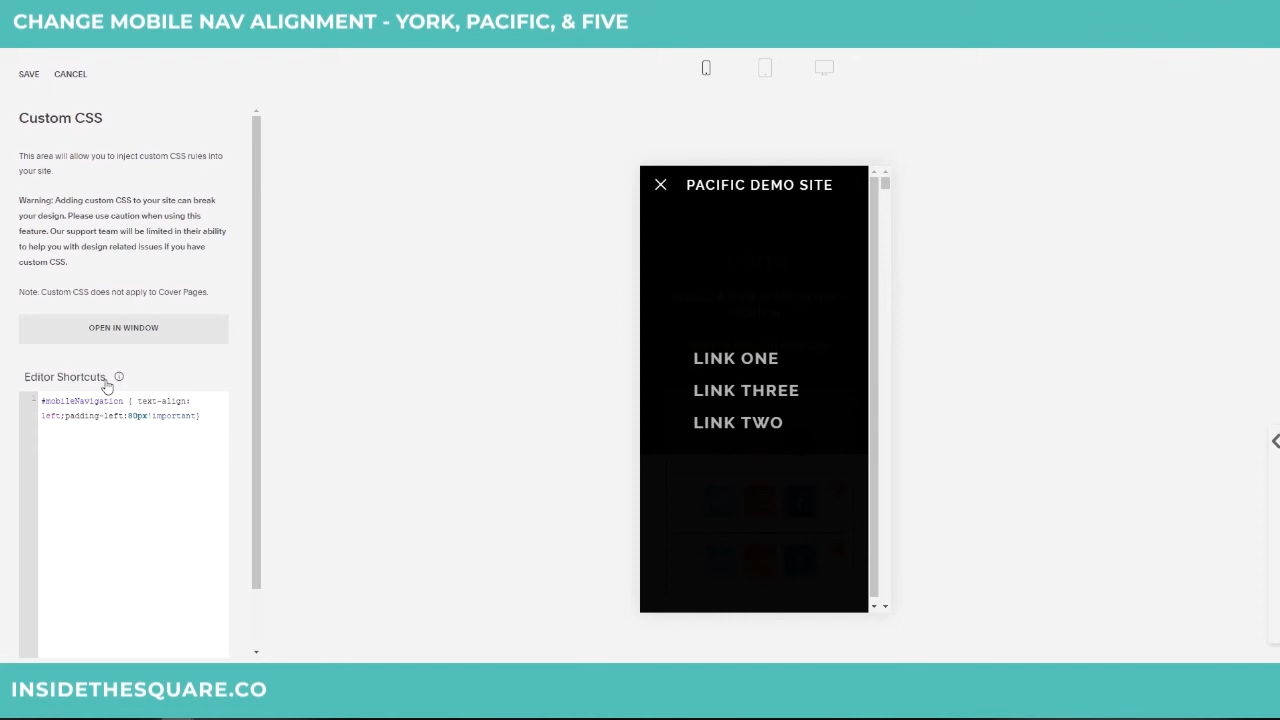 CHANGE MOBILE NAV ALIGNMENT - YORK, PACIFIC, & FIVE
SAVE CANCEL
Custom CSS
This area will allow you to inject custom CSS rules into
your site.
Warning: Adding custom CSS to your site can break
your design. Please use caution when using this
feature. Our support team will be limited in their ability
to help you with design related issues if you have
custom CSS.
Note: Custom CSS does not apply to Cover Pages.
OPEN IN WINDOW
Editor Shortcuts
1 #mobileNavigation { text-align:
left;padding-left:80px!important}
PACIFIC DEMO SITE
LINK ONE
LINK THREE
LINK TWO
INSIDETHESQUARE.CO